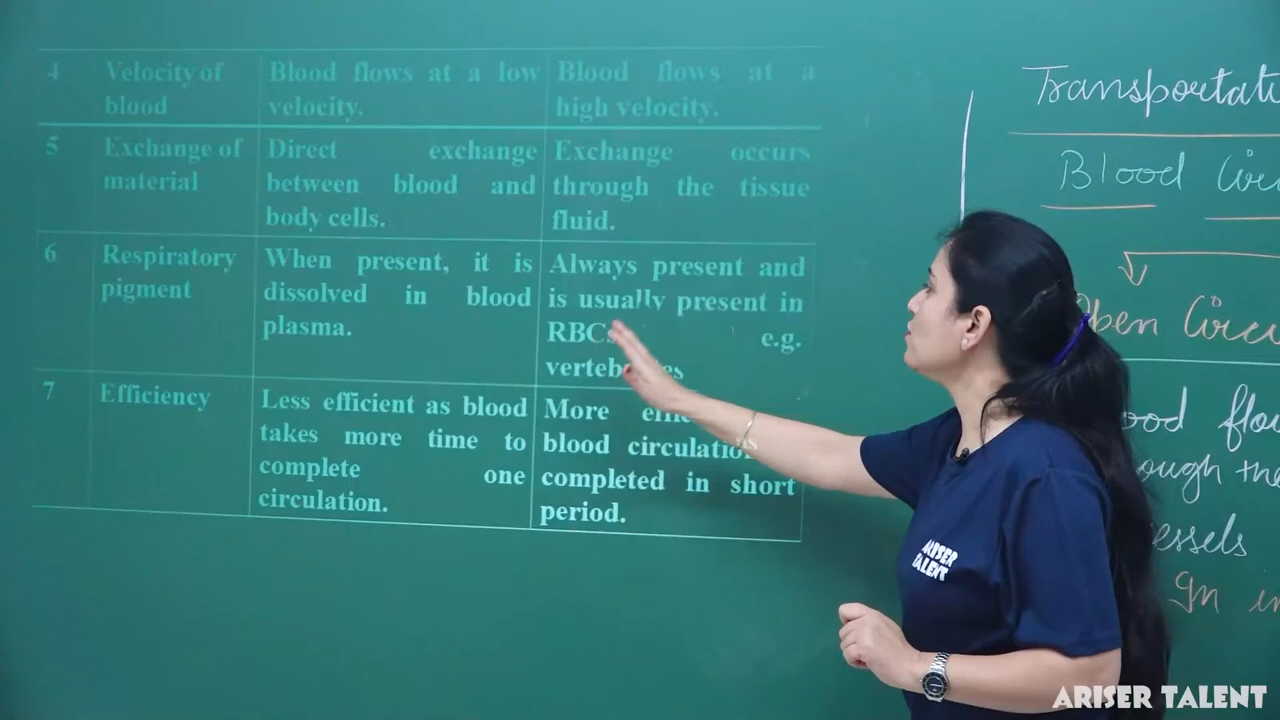 4 Velocity of blood Blood flows at a low velocity. Blood flows at a high velocity.
5 Exchange of material Direct exchange between blood and body cells. Exchange occurs through the tissue fluid.
6 Respiratory pigment When present, it is dissolved in blood plasma. Always present and is usually present in RBCs e.g.
7 Efficiency Less efficient as blood takes more time to complete one circulation. More blood circulation completed in short period.
Blood
Open
the
essels
In
ARISER
TALENT
ARISER TALENT